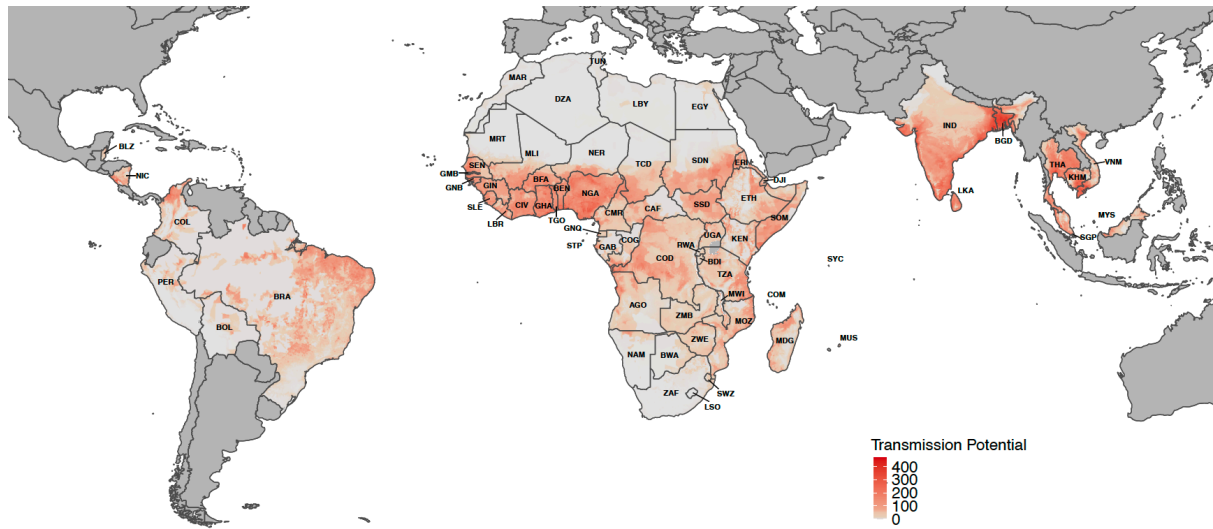 TUN
MAR
DZA
LBY
EGY
IND
BLZ
MRT
MLI
NER
TCD
SDN
ERI
BGD
NIC
SEN
GMB
BFA
DJI
THA
VNM
GNB
GIN
BEN
NGA
ETH
KHM
COL
SLE
CIV
GHA
CMR
CAF
SSD
SOM
LKA
LBR
TGO
MYS
GNQ
UGA
STP
GAB
COG
KEN
SGP
RWA
COD
BDI
SYC
PER
TZA
BRA
MWI
COM
AGO
BOL
ZMB
MOZ
ZWE
MDG
MUS
NAM
BWA
SWZ
ZAF
LSO
Transmission Potential
400
300
200
100
0